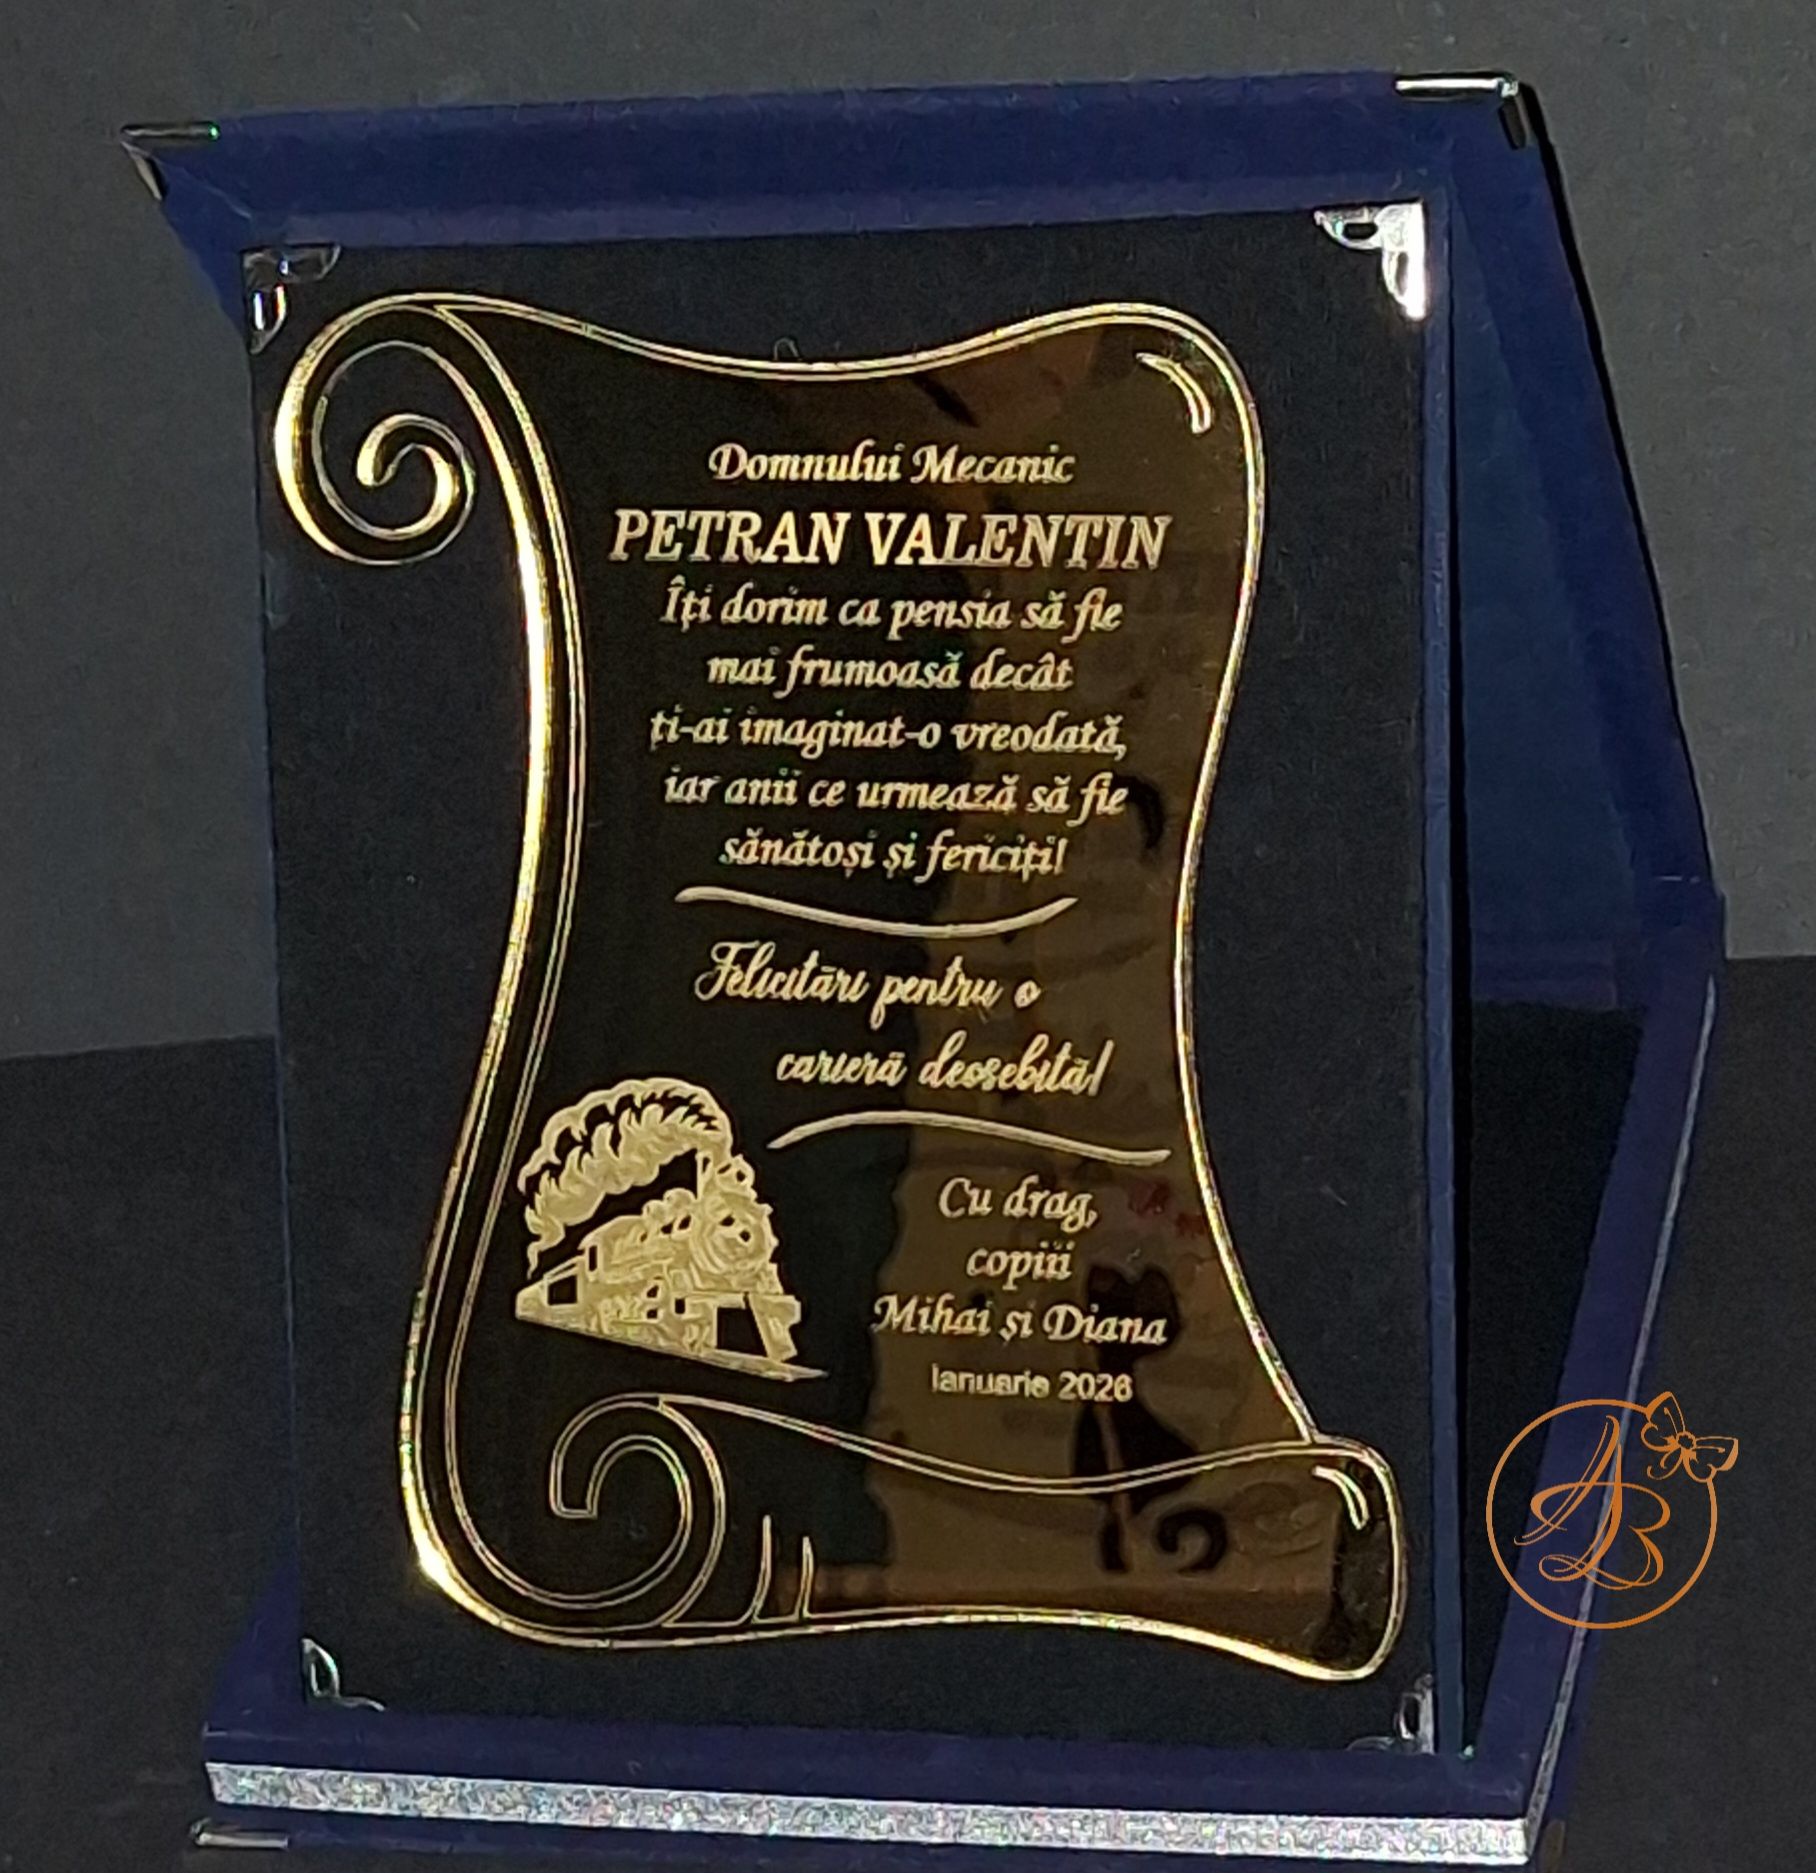 Domnului Mecanic
PETRAN VALENTIN
Îți dorim ca pensia să fie
mai frumoasă decât
ți-ai imaginat-o vreodată,
iar anii ce urmează să fie
sănătoși și fericiți!
Felicitări pentru o
carieră deosebită!
Cu drag,
copiii
Mihai și Diana
Ianuarie 2026
AB